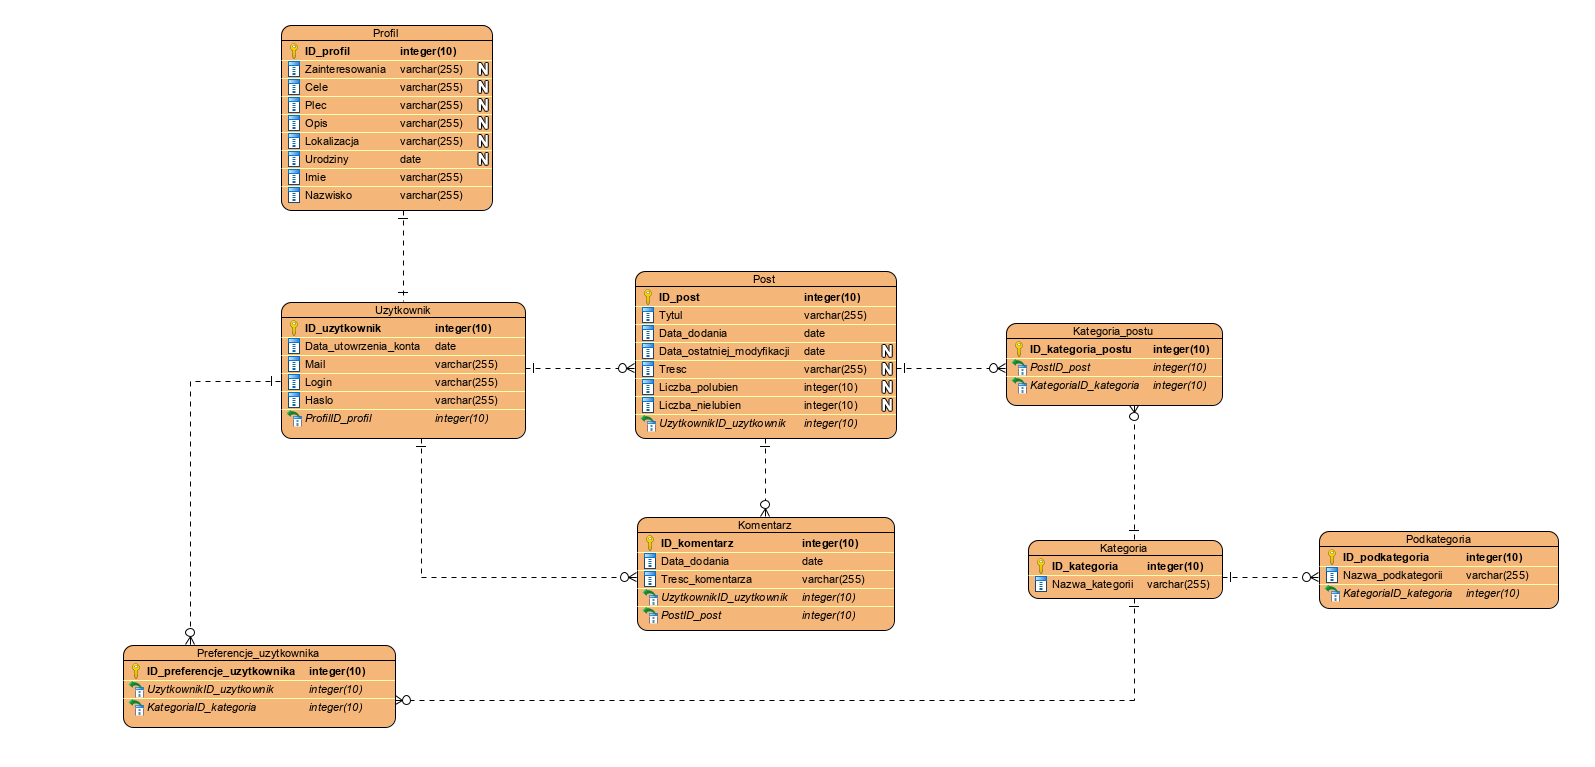 Profil
ID_profil integer(10)
Zainteresowania varchar(255) N
Cele varchar(255) N
Plec varchar(255) N
Opis varchar(255) N
Lokalizacja varchar(255) N
Urodziny date N
Imie varchar(255)
Nazwisko varchar(255)
Uzytkownik
ID_uzytkownik integer(10)
Data_utowrzenia_konta date
Mail varchar(255)
Login varchar(255)
Haslo varchar(255)
ProfilID_profil integer(10)
Post
ID_post integer(10)
Tytul varchar(255)
Data_dodania date
Data_ostatniej_modyfikacji date N
Tresc varchar(255) N
Liczba_polubien integer(10) N
Liczba_nielubien integer(10) N
UzytkownikID_uzytkownik integer(10)
Kategoria_postu
ID_kategoria_postu integer(10)
PostID_post integer(10)
KategoriaID_kategoria integer(10)
Komentarz
ID_komentarz integer(10)
Data_dodania date
Tresc_komentarza varchar(255)
UzytkownikID_uzytkownik integer(10)
PostID_post integer(10)
Kategoria
ID_kategoria integer(10)
Nazwa_kategorii varchar(255)
Podkategoria
ID_podkategoria integer(10)
Nazwa_podkategorii varchar(255)
KategoriaID_kategoria integer(10)
Preferencje_uzytkownika
ID_preferencje_uzytkownika integer(10)
UzytkownikID_uzytkownik integer(10)
KategoriaID_kategoria integer(10)